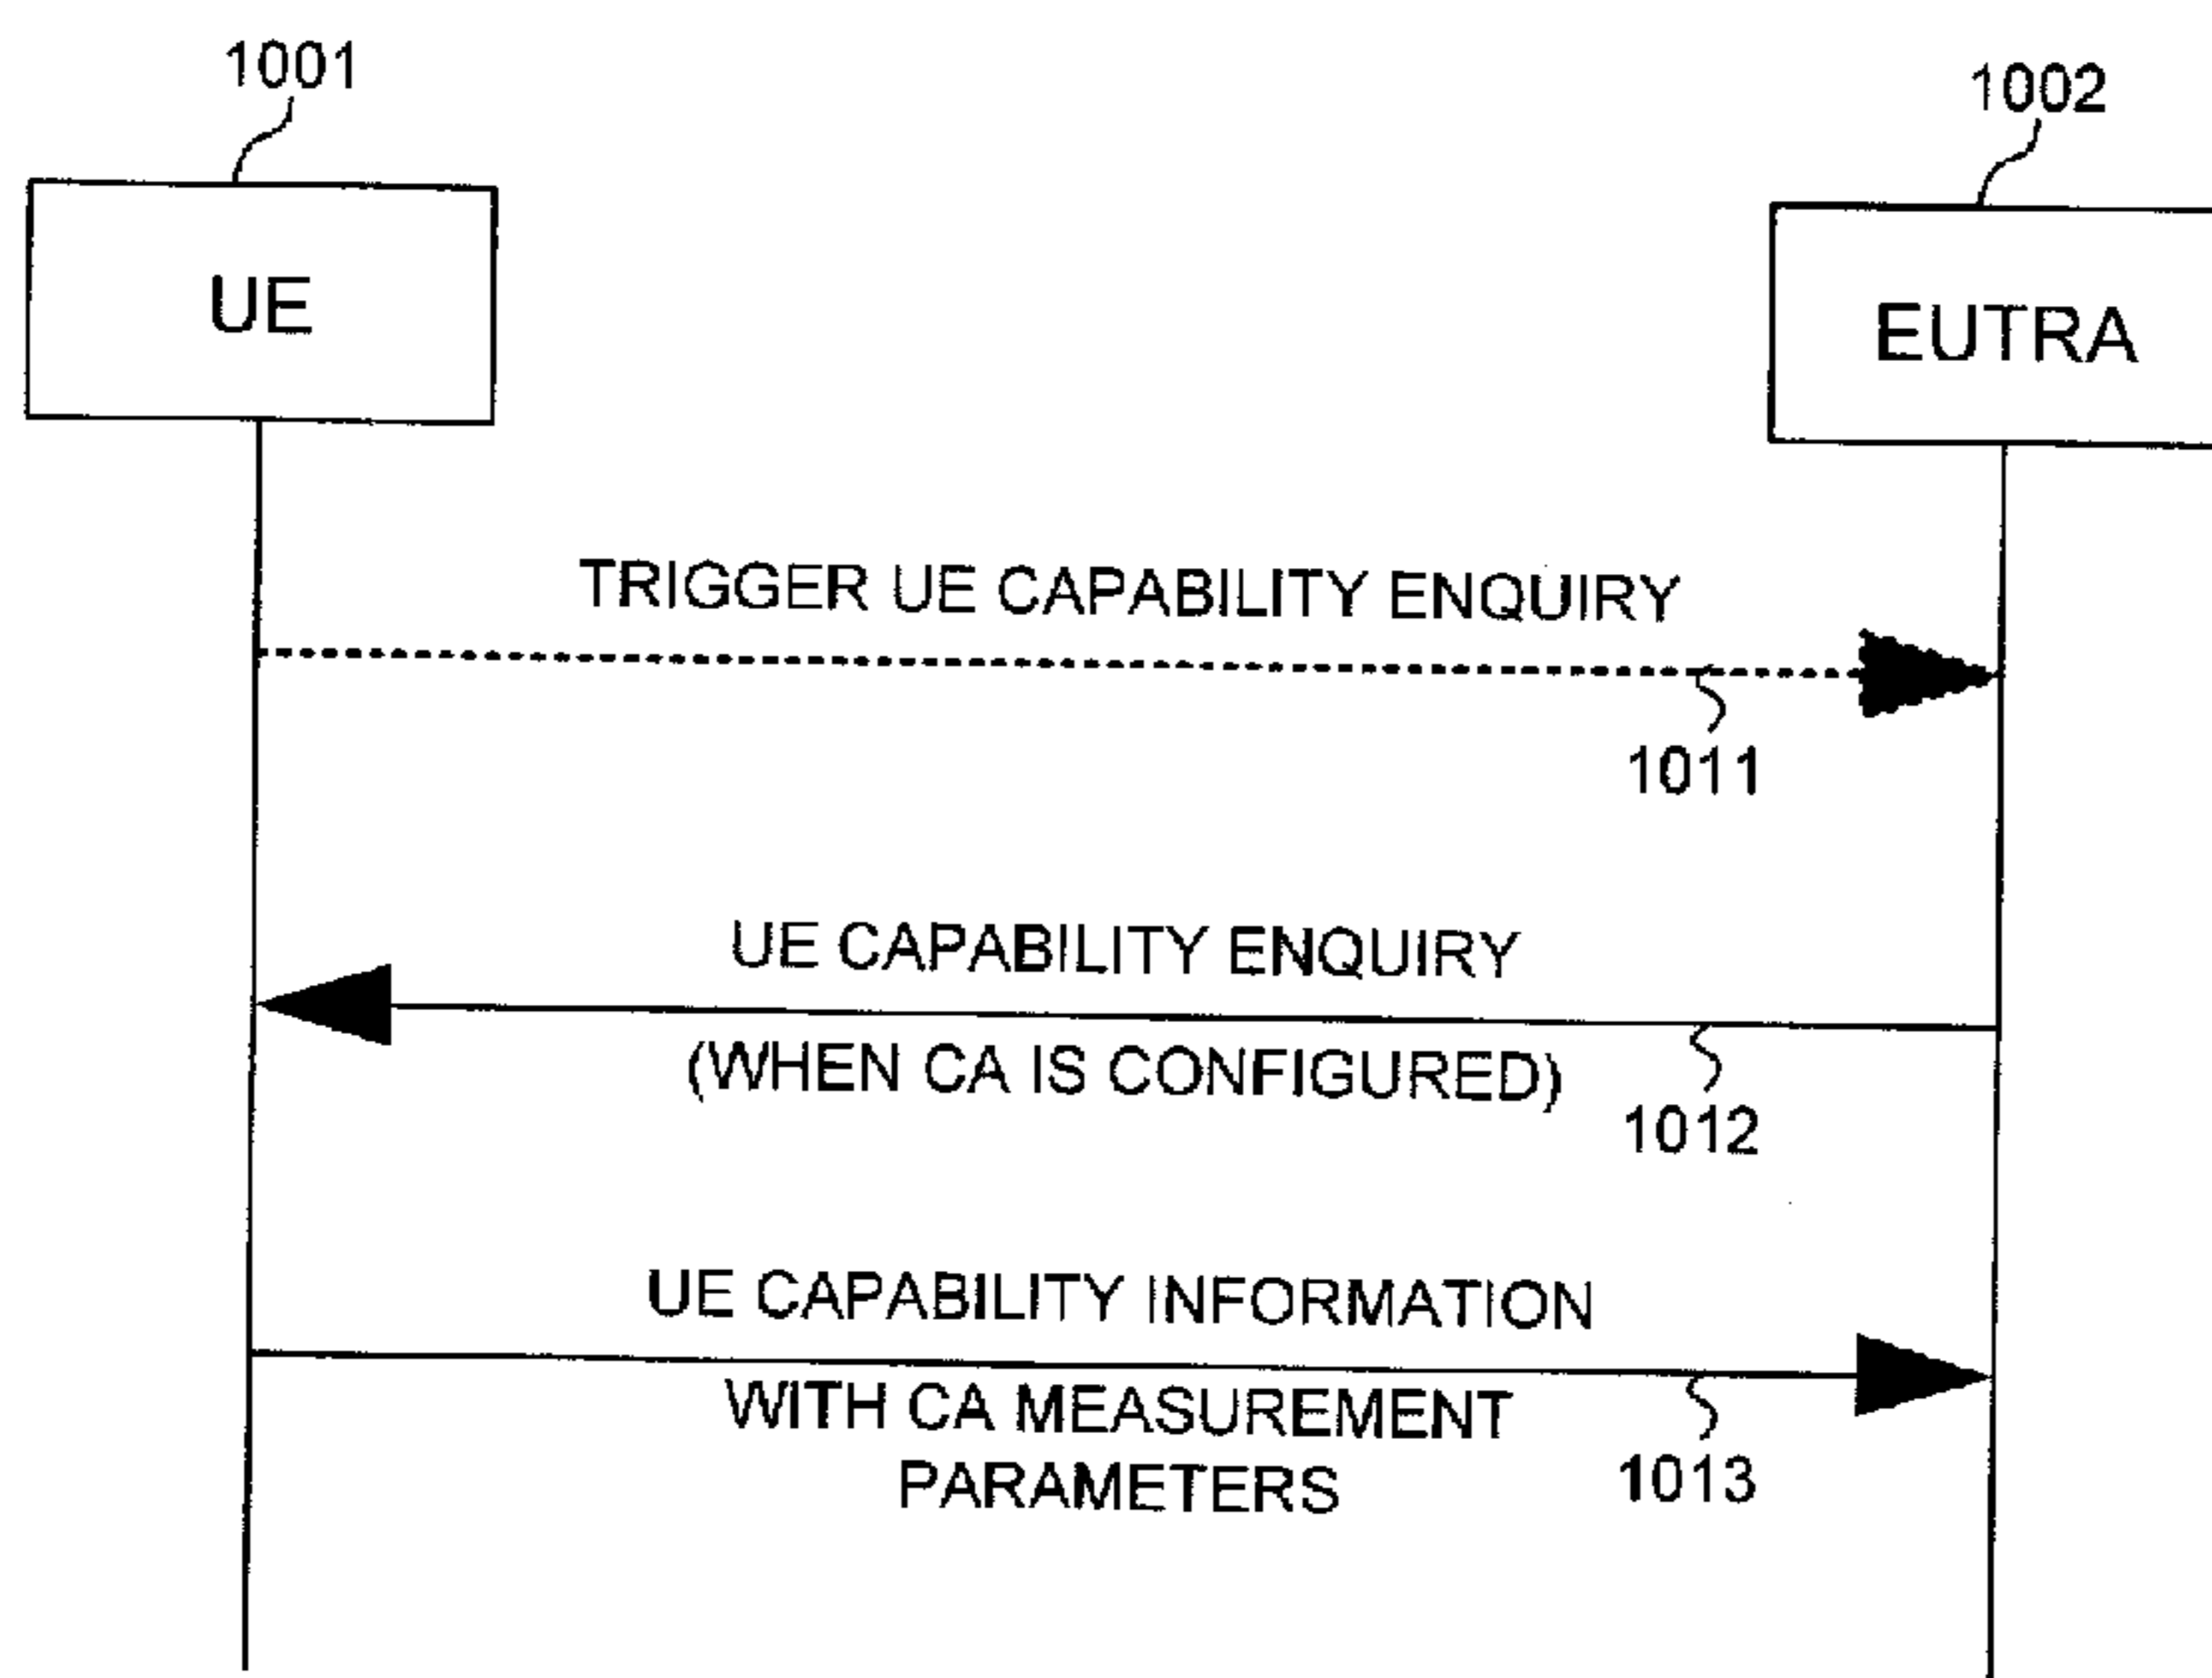 1001
1002
UE
EUTRA
TRIGGER UE CAPABILITY ENQUIRY
1011
UE CAPABILITY ENQUIRY
(WHEN CA IS CONFIGURED)
1012
UE CAPABILITY INFORMATION
WITH CA MEASUREMENT
PARAMETERS
1013